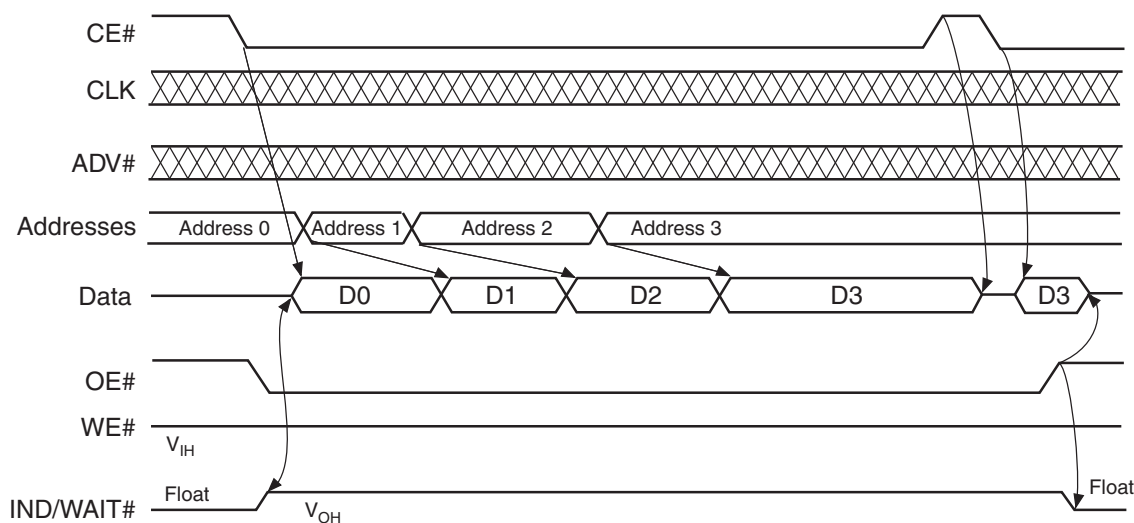 CE#
CLK
ADV#
Addresses Address 0 Address 1 Address 2 Address 3
Data D0 D1 D2 D3 D3
OE#
WE#
VIH
IND/WAIT# Float VOH Float